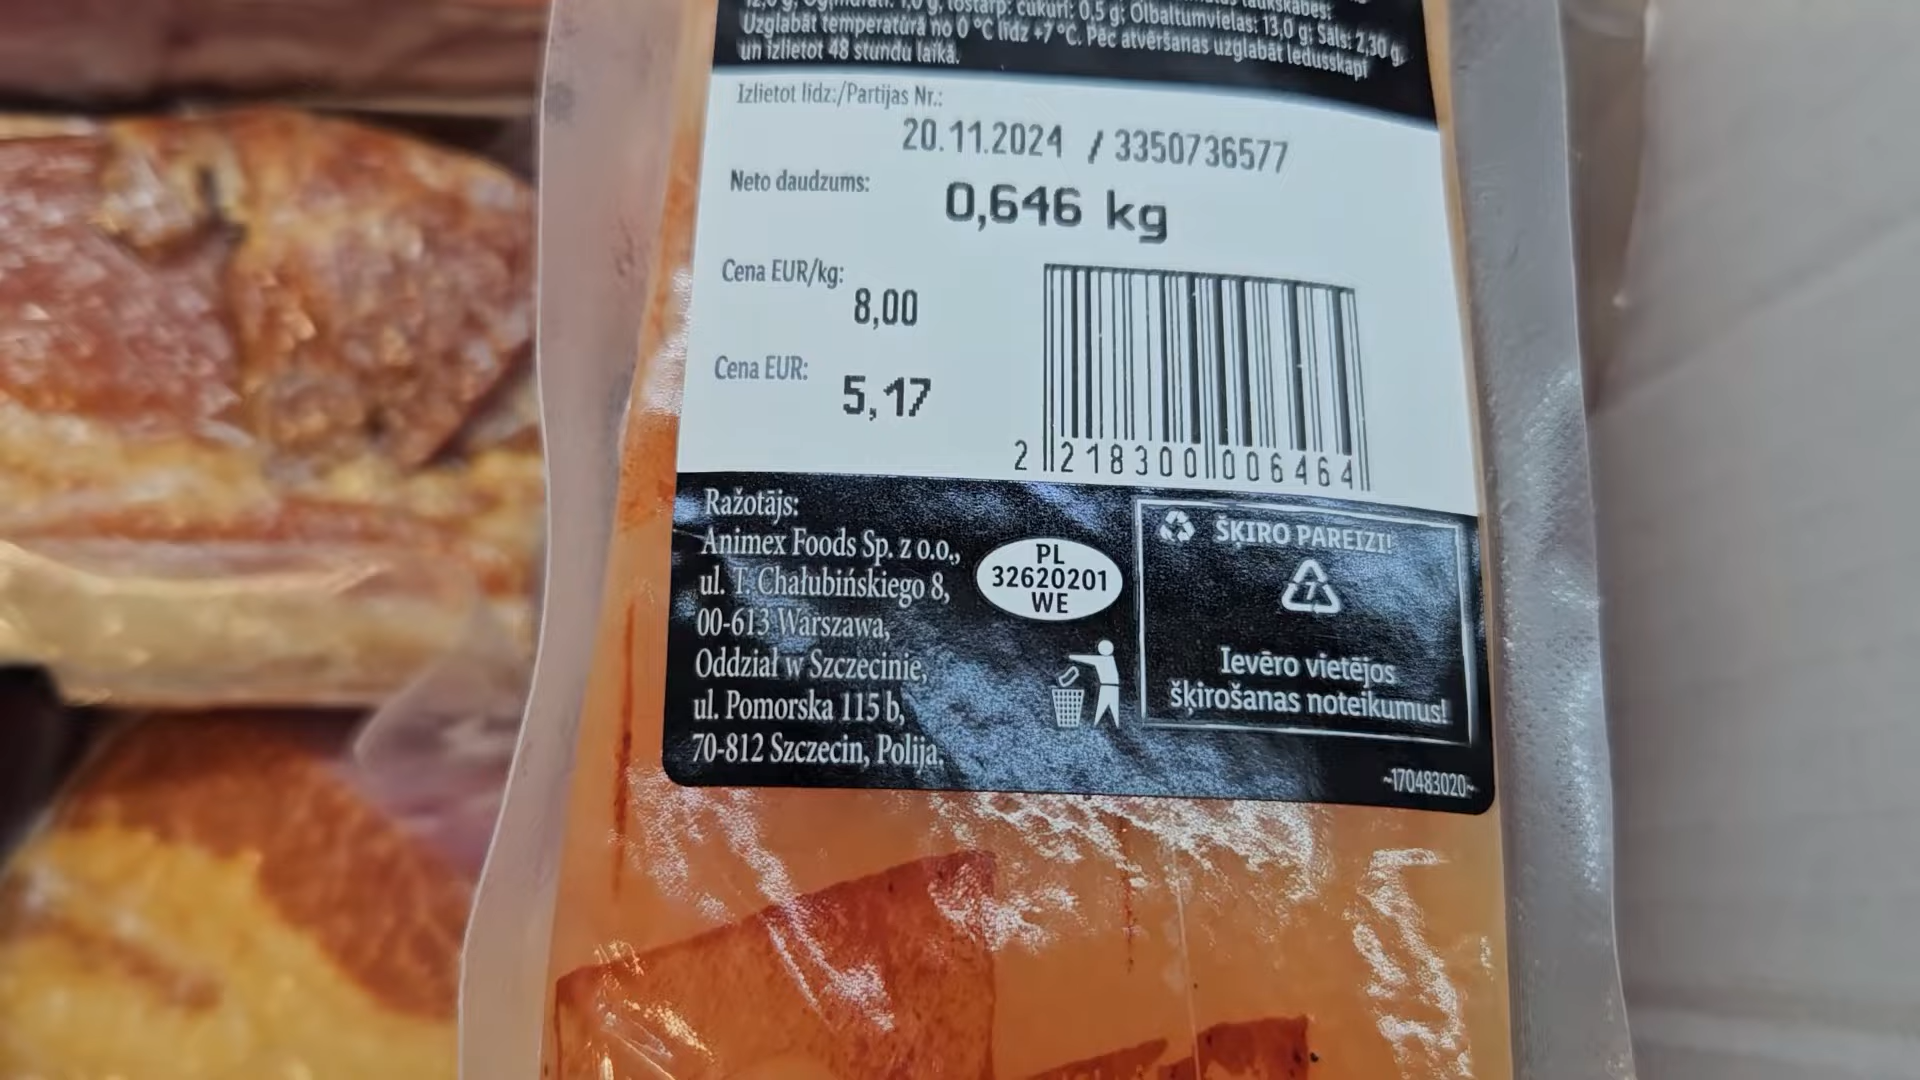 12,0 g; Ogļhidrāti: 1,0 g, tostarp: cukuri: 0,5 g; Olbaltumvielas: 13,0 g; Sāls: 2,30 g.
Uzglabāt temperatūrā no 0 °C līdz +7 °C. Pēc atvēršanas uzglabāt ledusskapī
un izlietot 48 stundu laikā.
Izlietot līdz:/Partijas Nr.:
20.11.2024 / 3350736577
Neto daudzums:
0,646 kg
Cena EUR/kg:
8,00
Cena EUR:
5,17
2 218300 006464
Ražotājs:
Animex Foods Sp. z o.o.,
ul. T. Chałubińskiego 8,
00-613 Warszawa,
Oddział w Szczecinie,
ul. Pomorska 115 b,
70-812 Szczecin, Polija.
PL
32620201
WE
ŠĶIRO PAREIZI!
7
Ievēro vietējos
šķirošanas noteikumus!
~170483020~